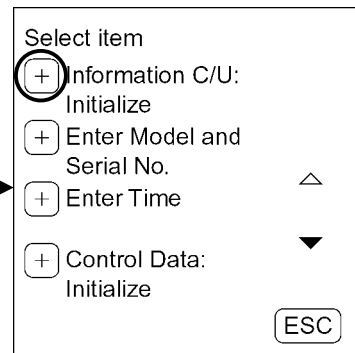 Select item
+ Information C/U:
Initialize
+ Enter Model and
Serial No.
+ Enter Time
+ Control Data:
Initialize
ESC